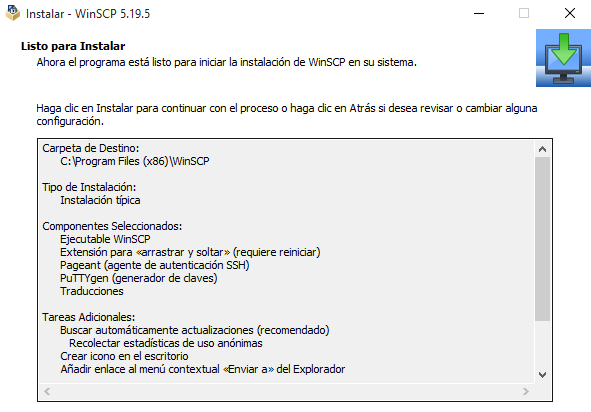 Instalar - WinSCP 5.19.5
Listo para Instalar
Ahora el programa está listo para iniciar la instalación de WinSCP en su sistema.
Haga clic en Instalar para continuar con el proceso o haga clic en Atrás si desea revisar o cambiar alguna
configuración.
Carpeta de Destino:
C:\Program Files (x86)\WinSCP
Tipo de Instalación:
Instalación típica
Componentes Seleccionados:
Ejecutable WinSCP
Extensión para «arrastrar y soltar» (requiere reiniciar)
Pageant (agente de autenticación SSH)
PuTTYgen (generador de claves)
Traducciones
Tareas Adicionales:
Buscar automáticamente actualizaciones (recomendado)
Recolectar estadísticas de uso anónimas
Crear icono en el escritorio
Añadir enlace al menú contextual «Enviar a» del Explorador